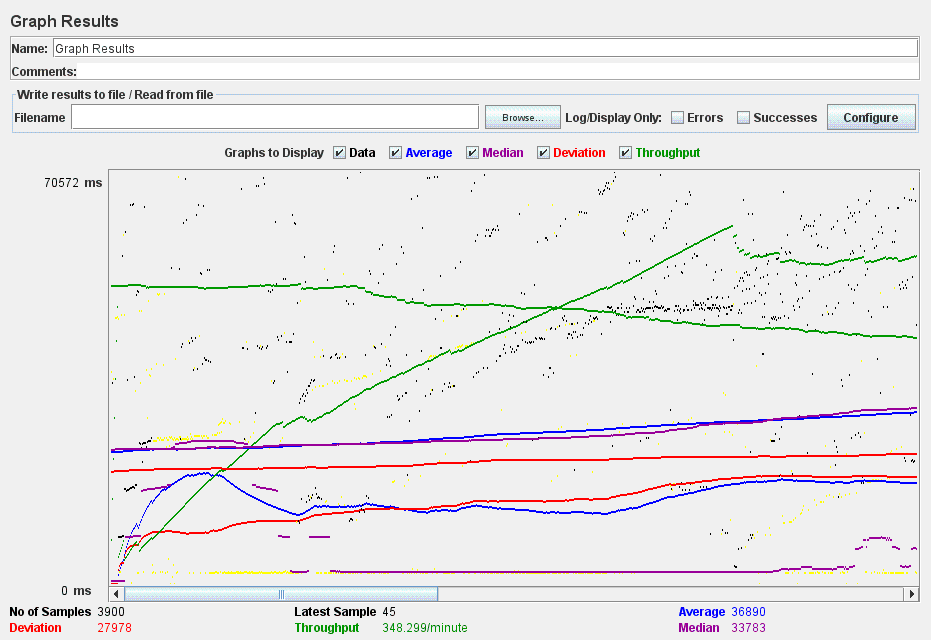 Graph Results
Name: Graph Results
Comments:
Write results to file / Read from file
Filename Browse... Log/Display Only: Errors Successes Configure
Graphs to Display Data Average Median Deviation Throughput
70572 ms
0 ms
No of Samples 3900 Latest Sample 45 Average 36890
Deviation 27978 Throughput 348.299/minute Median 33783